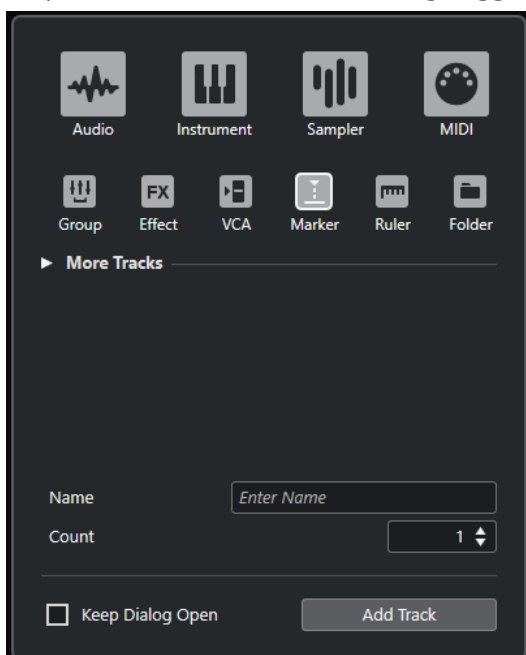 Audio Instrument Sampler MIDI
FX
Group Effect VCA Marker Ruler Folder
More Tracks
Name Enter Name
Count 1
Keep Dialog Open Add Track